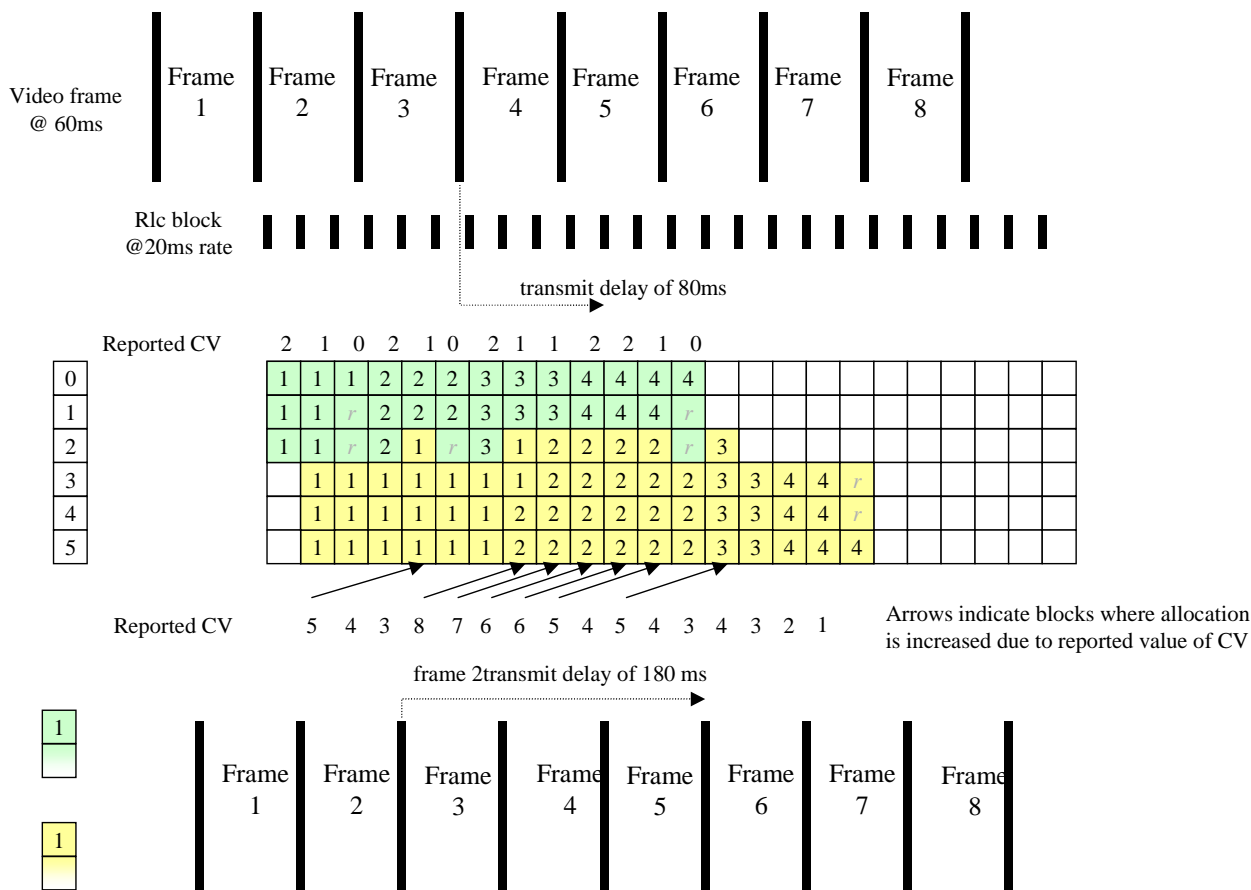 Frame 1
Frame 2
Frame 3
Frame 4
Frame 5
Frame 6
Frame 7
Frame 8
Video frame
@ 60ms
Rlc block
@20ms rate
transmit delay of 80ms
Reported CV 2 1 0 2 1 0 2 1 1 2 2 1 0
0 1 1 1 2 2 2 3 3 3 4 4 4 4
1 1 1 r 2 2 2 3 3 3 4 4 4 r
2 1 1 r 2 1 r 3 1 2 2 2 2 r 3
3 1 1 1 1 1 1 1 2 2 2 2 2 3 3 4 4 r
4 1 1 1 1 1 1 2 2 2 2 2 2 3 3 4 4 r
5 1 1 1 1 1 1 2 2 2 2 2 2 3 3 4 4 4
Reported CV 5 4 3 8 7 6 6 5 4 5 4 3 4 3 2 1
Arrows indicate blocks where allocation
is increased due to reported value of CV
frame 2transmit delay of 180 ms
1
Frame 1
Frame 2
Frame 3
Frame 4
Frame 5
Frame 6
Frame 7
Frame 8
1